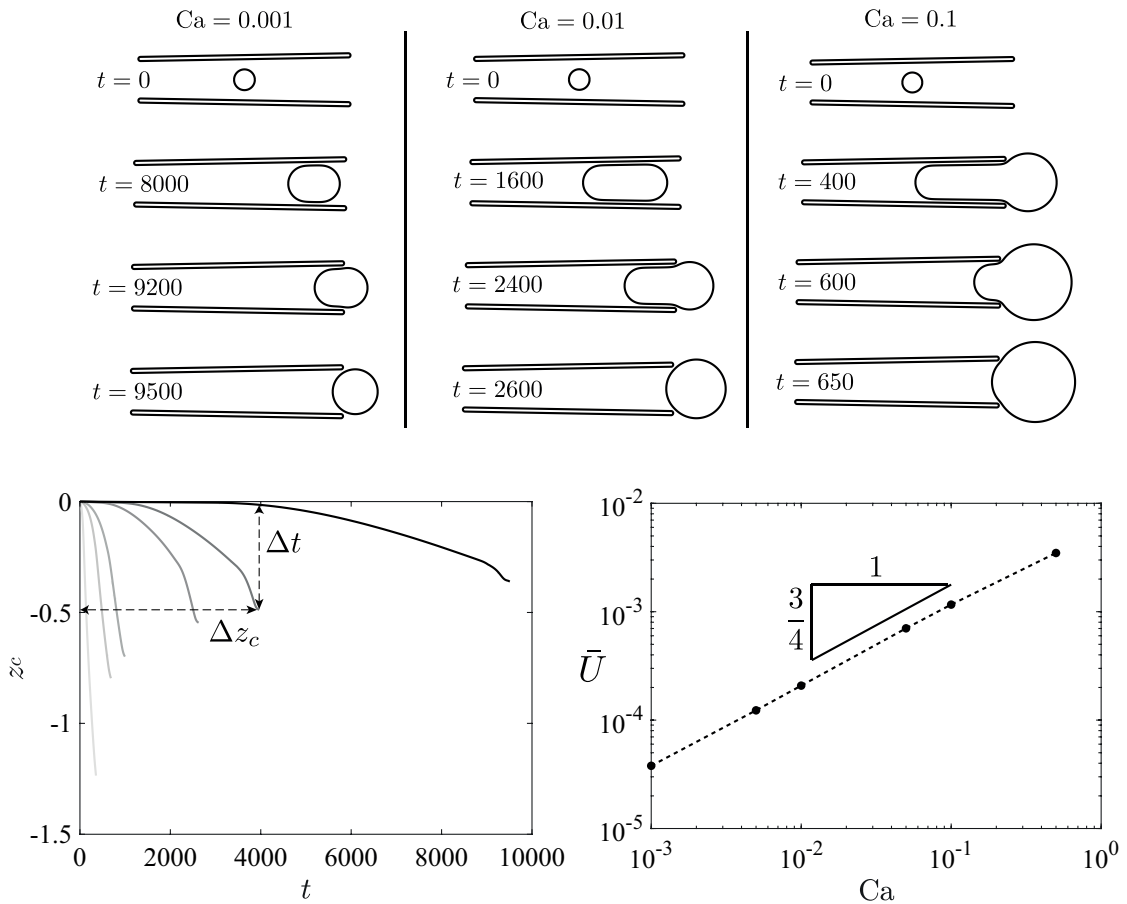 Ca = 0.001
t = 0
t = 8000
t = 9200
t = 9500
Ca = 0.01
t = 0
t = 1600
t = 2400
t = 2600
Ca = 0.1
t = 0
t = 400
t = 600
t = 650
0
-0.5
-1
-1.5
z^c
Δt
Δz_c
0 2000 4000 6000 8000 10000
t
10^-2
10^-3
10^-4
10^-5
Ū
1
3/4
10^-3 10^-2 10^-1 10^0
Ca